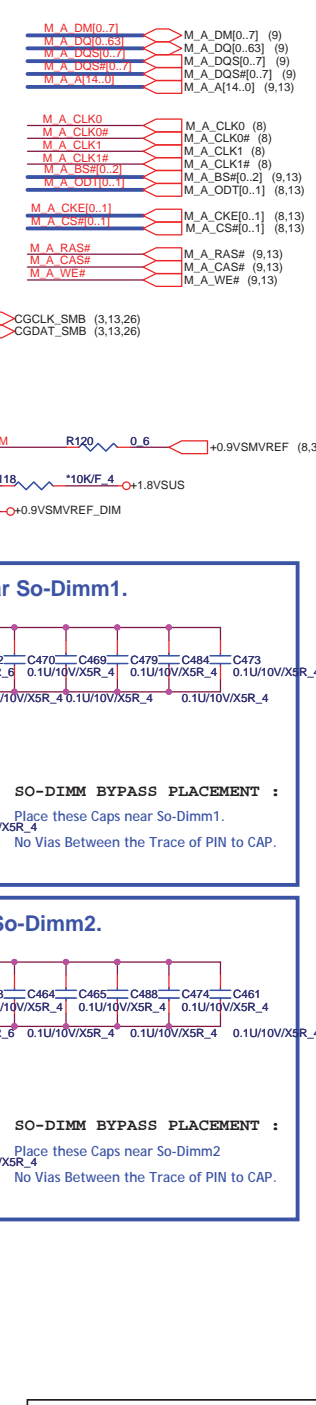 M_A_DM[0..7] M_A_DM[0..7] (9)
M_A_DQ[0..63] M_A_DQ[0..63] (9)
M_A_DQS[0..7] M_A_DQS[0..7] (9)
M_A_DQS#[0..7] M_A_DQS#[0..7] (9)
M_A_A[14..0] M_A_A[14..0] (9,13)
M_A_CLK0 M_A_CLK0 (8)
M_A_CLK0# M_A_CLK0# (8)
M_A_CLK1 M_A_CLK1 (8)
M_A_CLK1# M_A_CLK1# (8)
M_A_BS#[0..2] M_A_BS#[0..2] (9,13)
M_A_ODT[0..1] M_A_ODT[0..1] (8,13)
M_A_CKE[0..1] M_A_CKE[0..1] (8,13)
M_A_CS#[0..1] M_A_CS#[0..1] (8,13)
M_A_RAS# M_A_RAS# (9,13)
M_A_CAS# M_A_CAS# (9,13)
M_A_WE# M_A_WE# (9,13)
CGCLK_SMB (3,13,26)
CGDAT_SMB (3,13,26)
M R120 0_6 +0.9VSMVREF (8,3
118 *10K/F_4 +1.8VSUS
+0.9VSMVREF_DIM
r So-Dimm1.
2 C470 C469 C479 C484 C473
_6 0.1U/10V/X5R_4 0.1U/10V/X5R_4 0.1U/10V/X5R_4
/10V/X5R_4 0.1U/10V/X5R_4 0.1U/10V/X5R_4
SO-DIMM BYPASS PLACEMENT :
Place these Caps near So-Dimm1.
/X5R_4
No Vias Between the Trace of PIN to CAP.
So-Dimm2.
C464 C465 C488 C474 C461
/10V/X5R_4 0.1U/10V/X5R_4 0.1U/10V/X5R_4
_6 0.1U/10V/X5R_4 0.1U/10V/X5R_4 0.1U/10V/X5R_4
SO-DIMM BYPASS PLACEMENT :
Place these Caps near So-Dimm2
/X5R_4
No Vias Between the Trace of PIN to CAP.